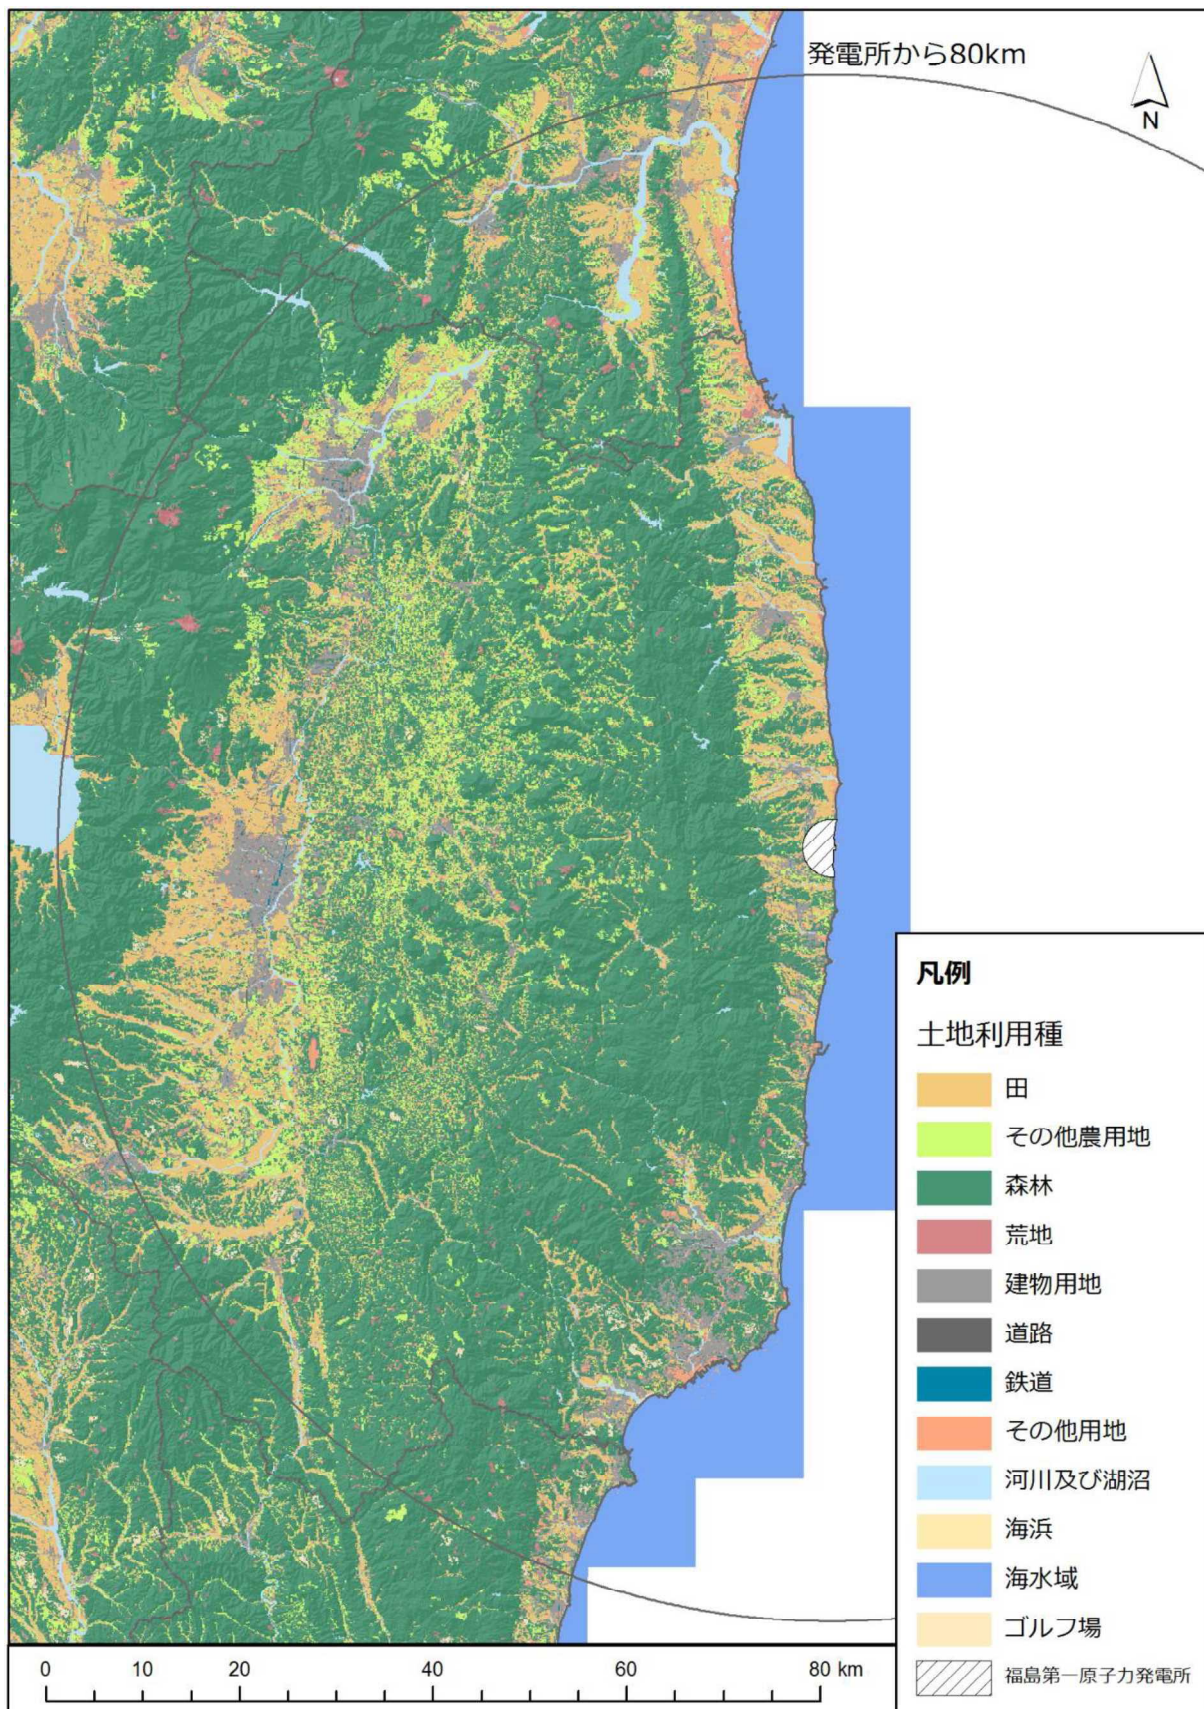 発電所から80km
N
凡例
土地利用種
田
その他農用地
森林
荒地
建物用地
道路
鉄道
その他用地
河川及び湖沼
海浜
海水域
ゴルフ場
福島第一原子力発電所
0 10 20 40 60 80 km